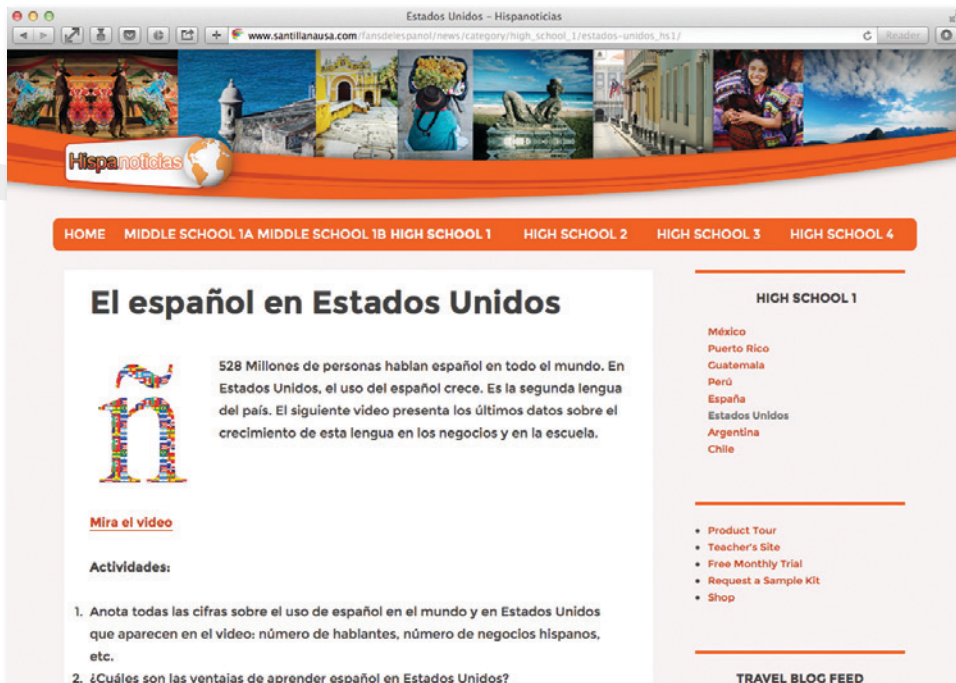 Estados Unidos – Hispanoticias
www.santillanausa.com/fansdelespanol/news/category/high_school_1/estados-unidos_hs1/
Reader
Hispanoticias
HOME MIDDLE SCHOOL 1A MIDDLE SCHOOL 1B HIGH SCHOOL 1 HIGH SCHOOL 2 HIGH SCHOOL 3 HIGH SCHOOL 4
El español en Estados Unidos
ñ
528 Millones de personas hablan español en todo el mundo. En
Estados Unidos, el uso del español crece. Es la segunda lengua
del país. El siguiente video presenta los últimos datos sobre el
crecimiento de esta lengua en los negocios y en la escuela.
Mira el video
Actividades:
1. Anota todas las cifras sobre el uso de español en el mundo y en Estados Unidos
que aparecen en el video: número de hablantes, número de negocios hispanos,
etc.
2. ¿Cuáles son las ventajas de aprender español en Estados Unidos?
HIGH SCHOOL 1
México
Puerto Rico
Guatemala
Perú
España
Estados Unidos
Argentina
Chile
• Product Tour
• Teacher's Site
• Free Monthly Trial
• Request a Sample Kit
• Shop
TRAVEL BLOG FEED